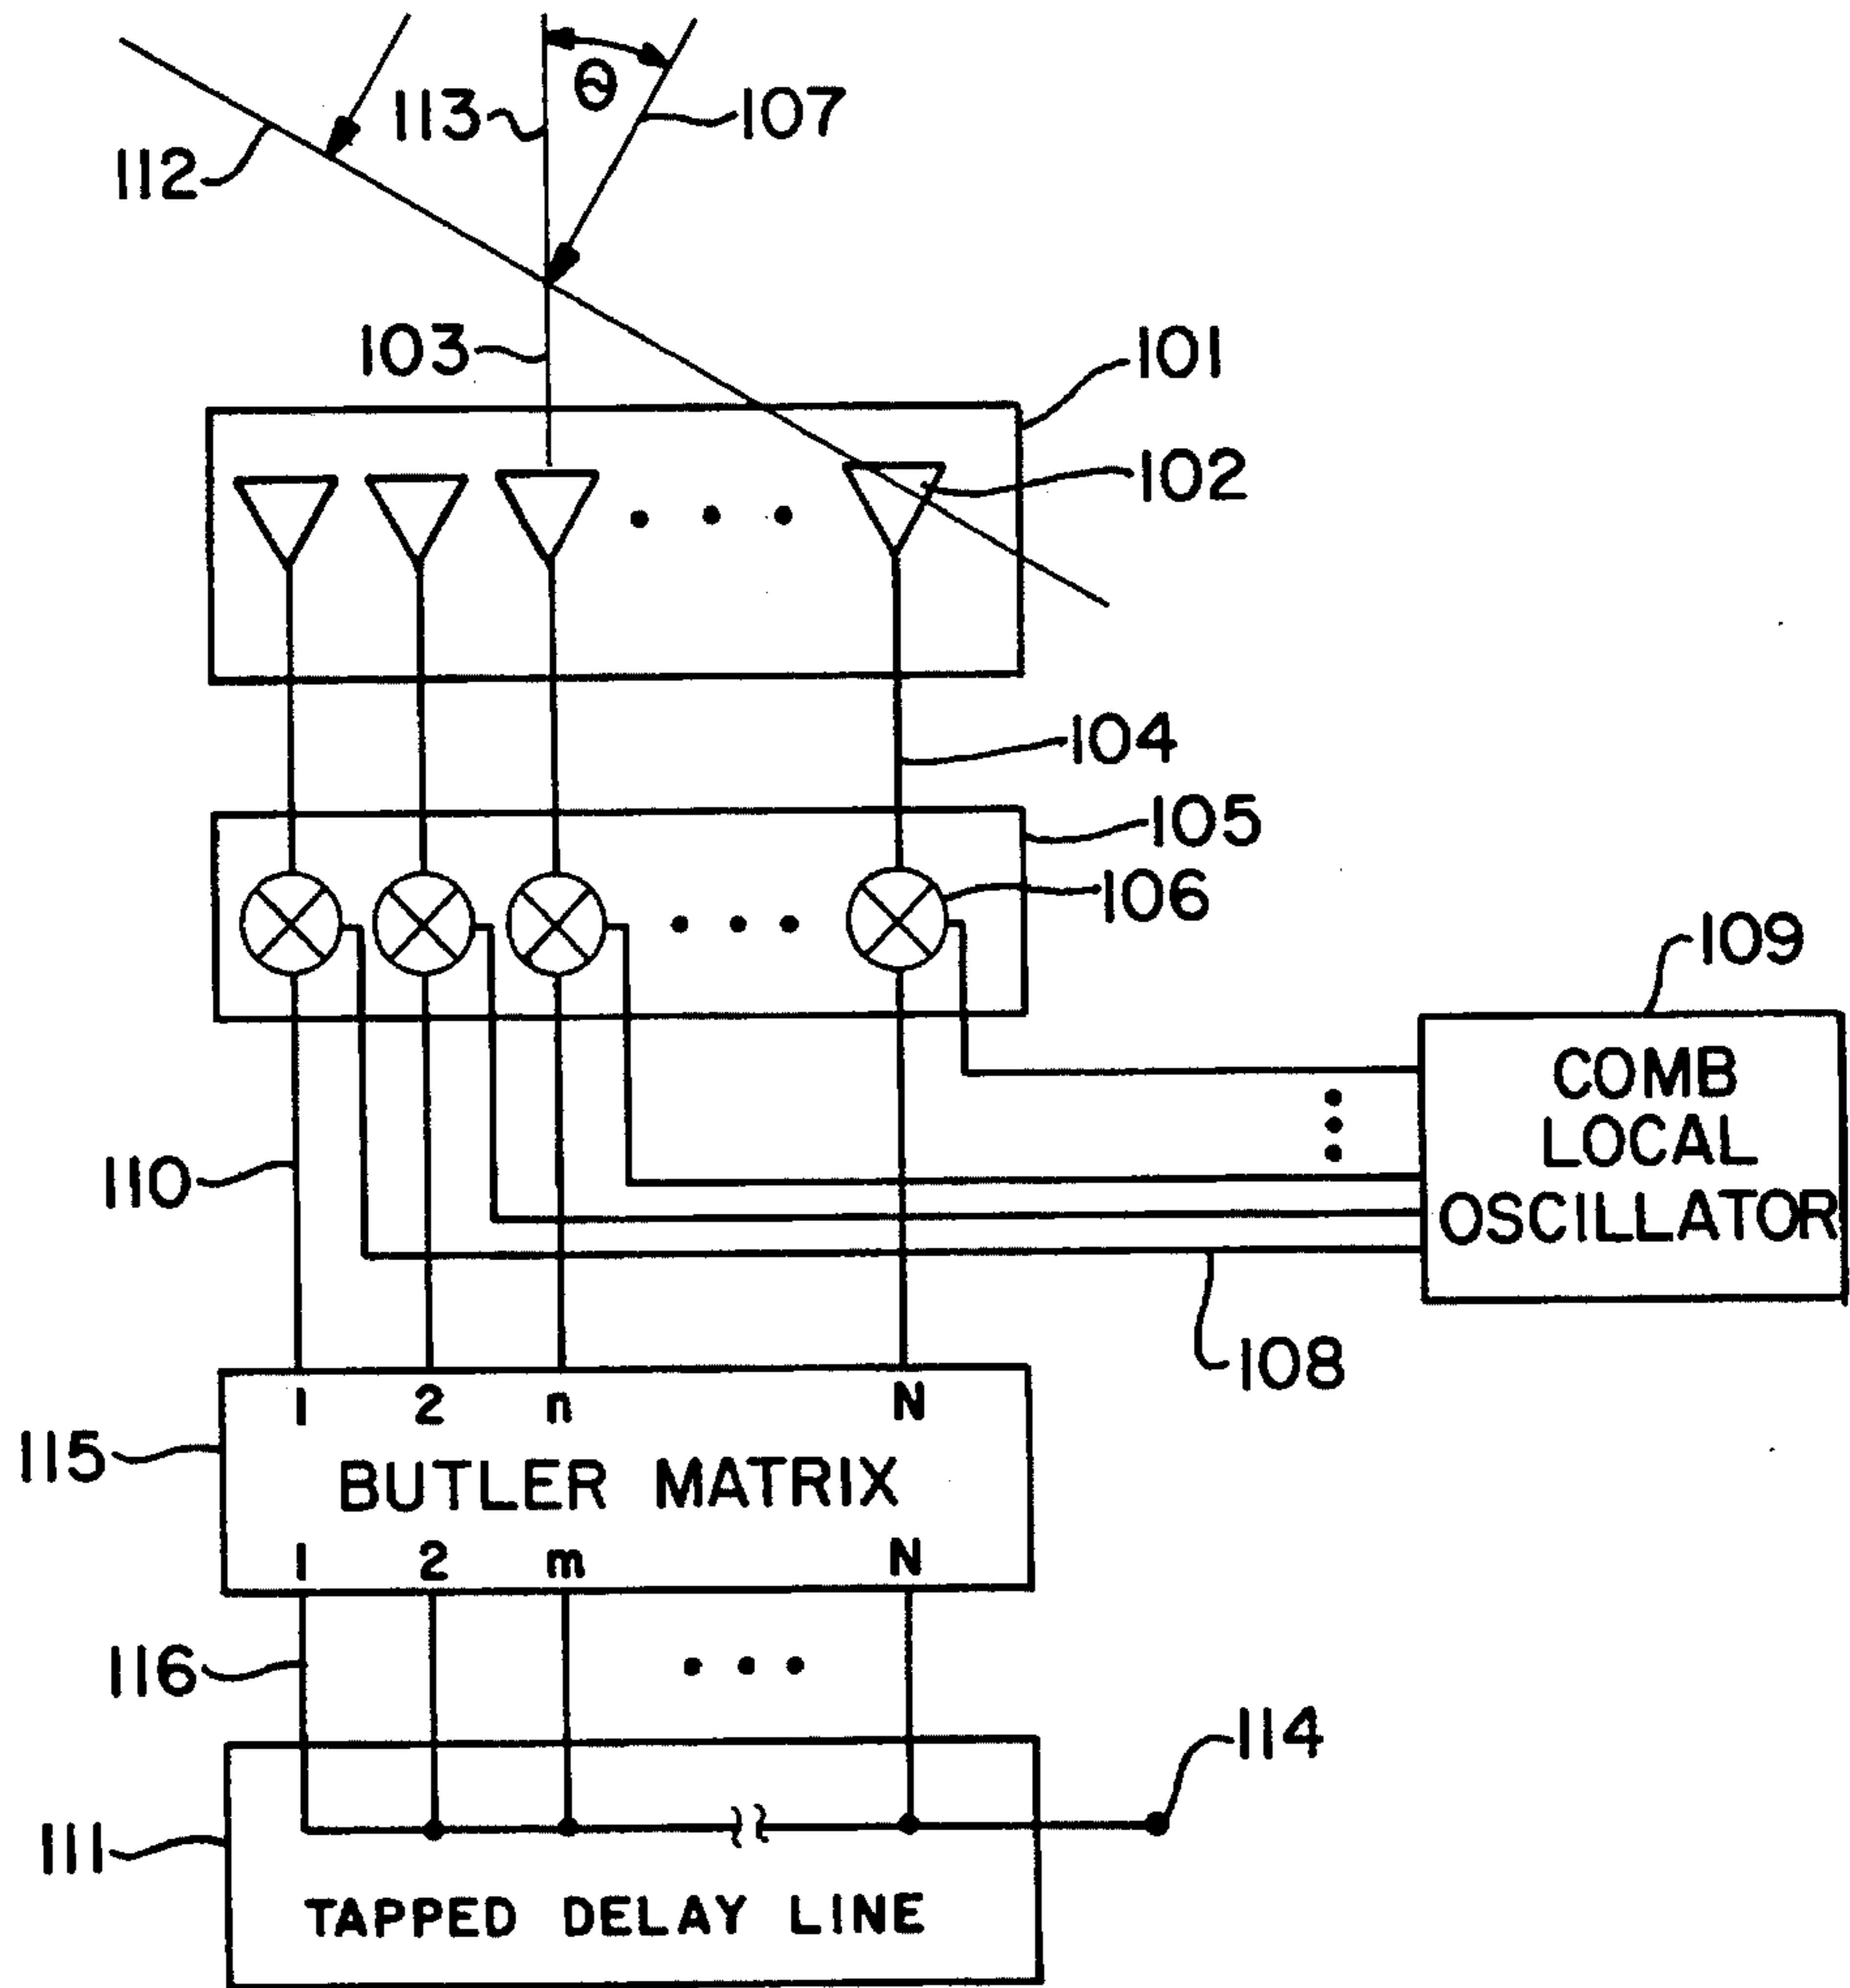 Θ
113
107
112
103
101
102
104
105
106
109
COMB
LOCAL
OSCILLATOR
110
108
1 2 n N
115
BUTLER MATRIX
1 2 m N
116
114
111
TAPPED DELAY LINE